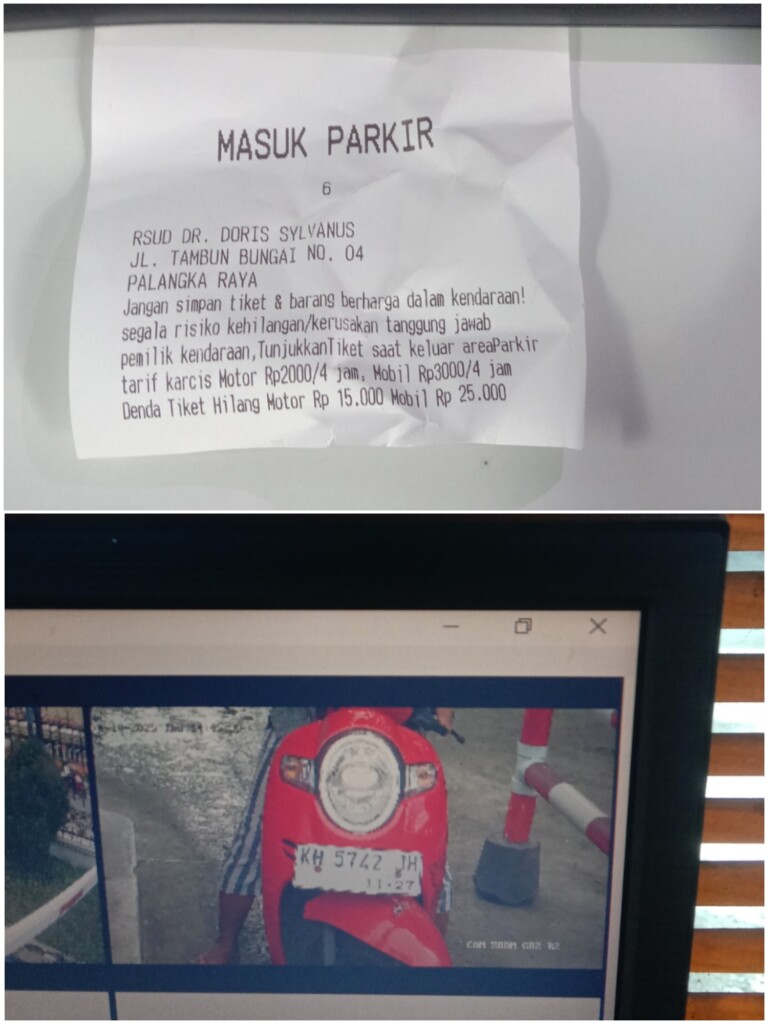 MASUK PARKIR
6
RSUD DR. DORIS SYLVANUS
JL. TAMBUN BUNGAI NO. 04
PALANGKA RAYA
Jangan simpan tiket & barang berharga dalam kendaraan!
segala risiko kehilangan/kerusakan tanggung jawab
pemilik kendaraan,TunjukkanTiket saat keluar areaParkir
tarif karcis Motor Rp2000/4 jam, Mobil Rp3000/4 jam
Denda Tiket Hilang Motor Rp 15.000 Mobil Rp 25.000
2025 THU
KH 5742 JH
11·27
CAM